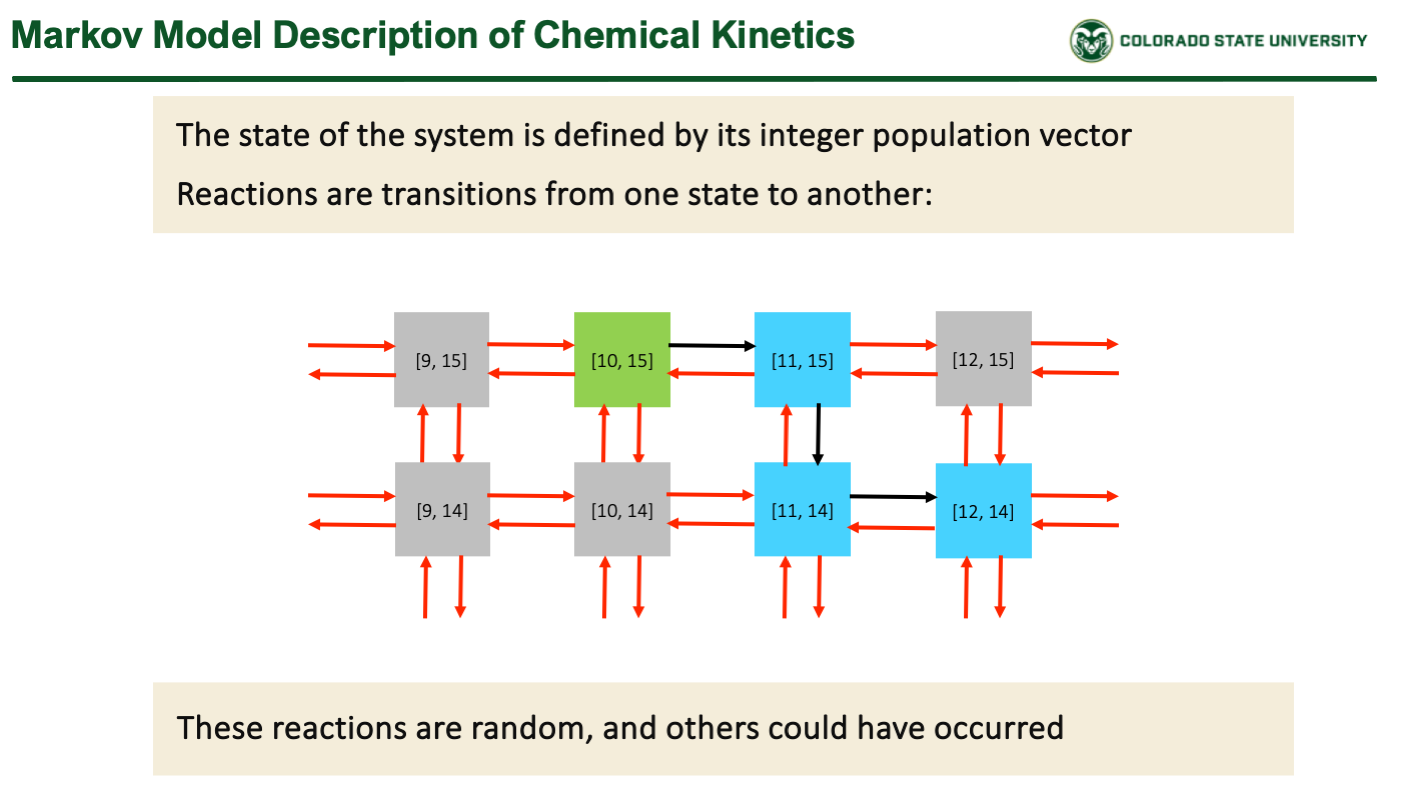 Markov Model Description of Chemical Kinetics
COLORADO STATE UNIVERSITY
The state of the system is defined by its integer population vector
Reactions are transitions from one state to another:
[9, 15]
[10, 15]
[11, 15]
[12, 15]
[9, 14]
[10, 14]
[11, 14]
[12, 14]
These reactions are random, and others could have occurred